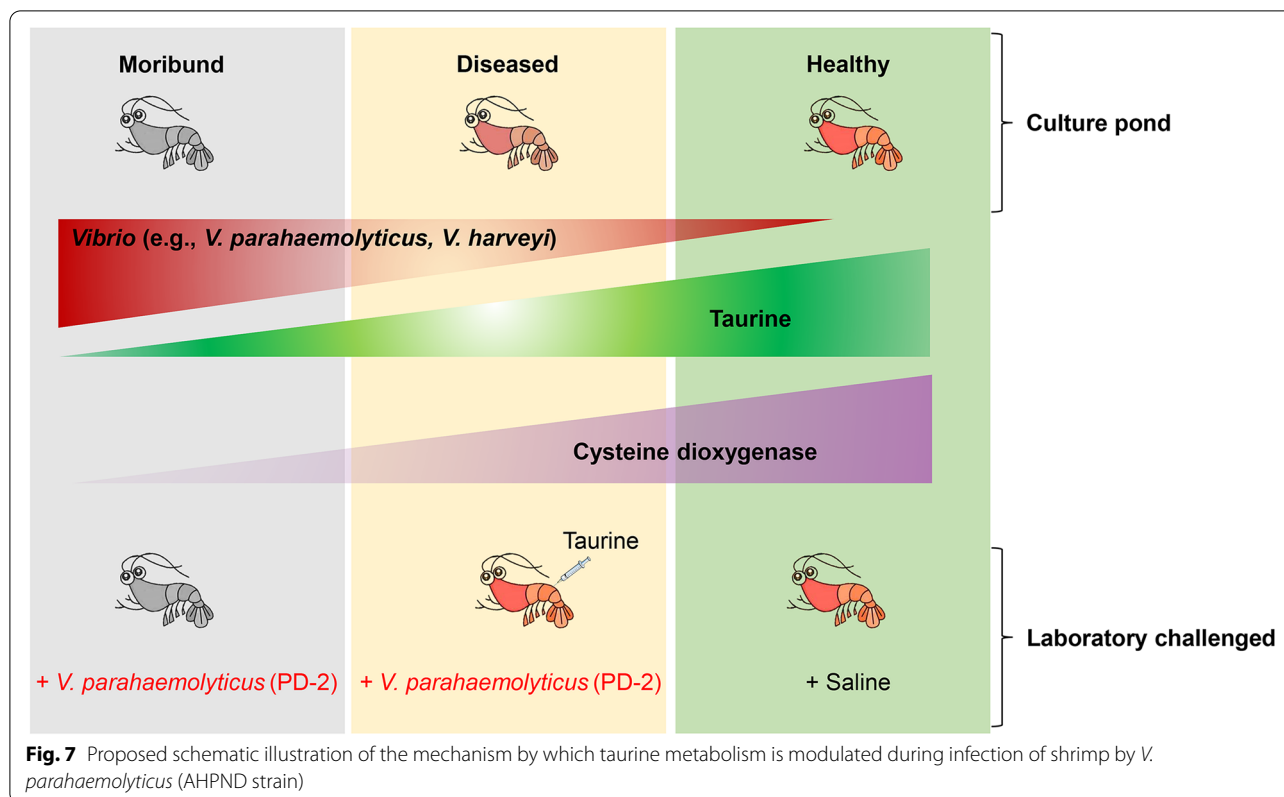 Moribund
Diseased
Healthy
Culture pond
Vibrio (e.g., V. parahaemolyticus, V. harveyi)
Taurine
Cysteine dioxygenase
Taurine
Laboratory challenged
+ V. parahaemolyticus (PD-2)
+ V. parahaemolyticus (PD-2)
+ Saline
Fig. 7 Proposed schematic illustration of the mechanism by which taurine metabolism is modulated during infection of shrimp by V.
parahaemolyticus (AHPND strain)